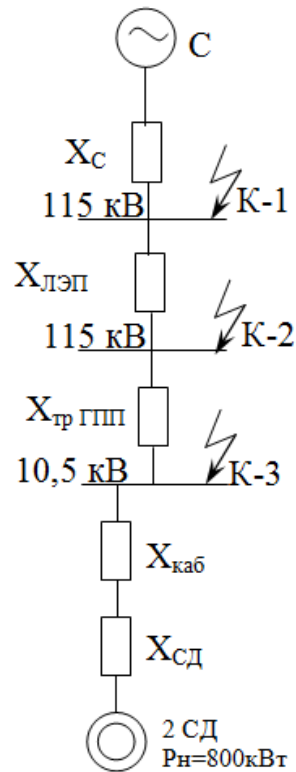 С
XС
115 кВ
К-1
XЛЭП
115 кВ
К-2
Xтр ГПП
10,5 кВ
К-3
Xкаб
XСД
2 СД
Рн=800кВт